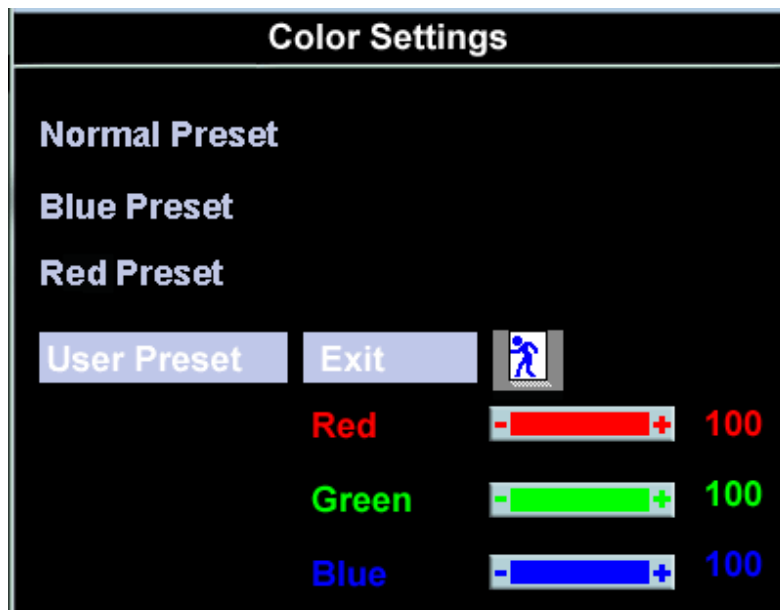 Color Settings
Normal Preset
Blue Preset
Red Preset
User Preset Exit
Red - + 100
Green - + 100
Blue - + 100